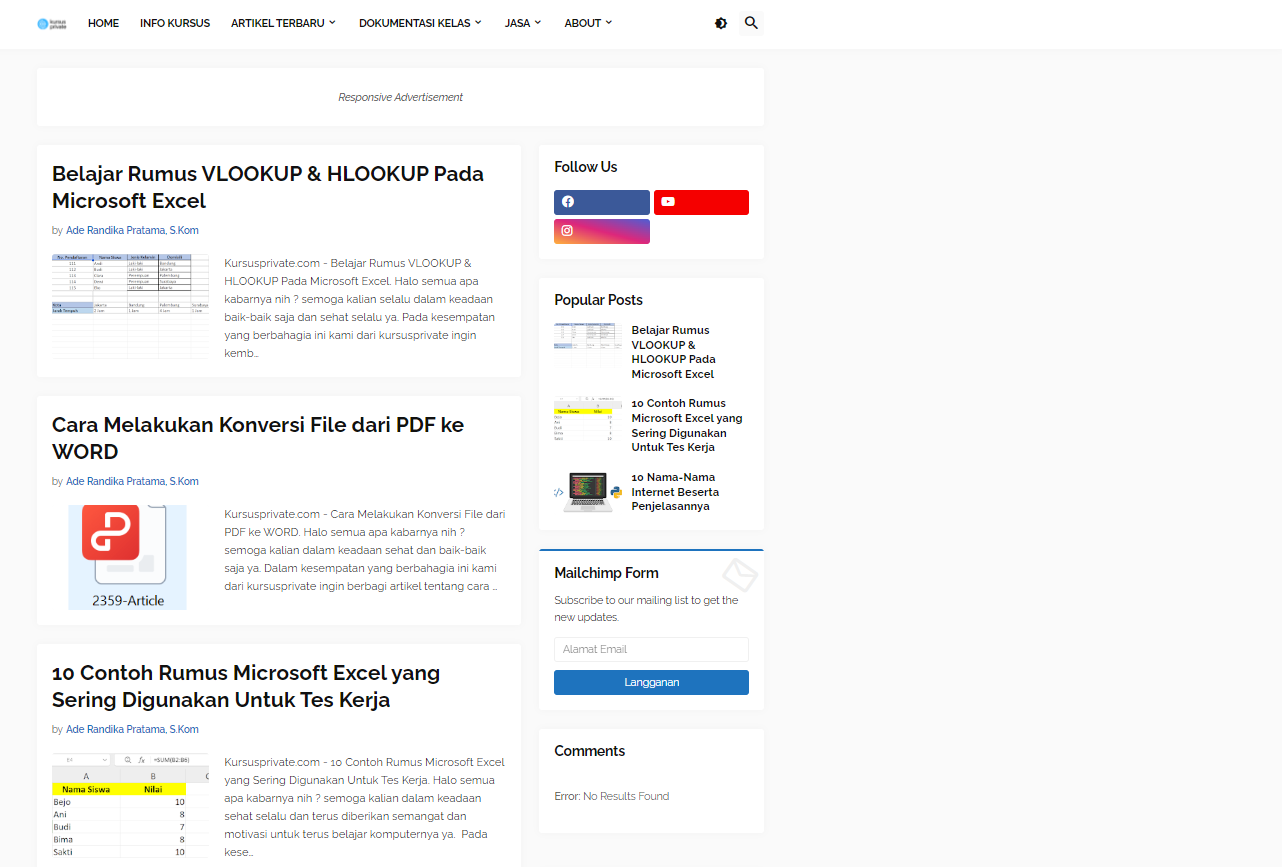 kursus
private
HOME
INFO KURSUS
ARTIKEL TERBARU
DOKUMENTASI KELAS
JASA
ABOUT
Responsive Advertisement
Belajar Rumus VLOOKUP & HLOOKUP Pada
Microsoft Excel
by Ade Randika Pratama, S.Kom
Kursusprivate.com - Belajar Rumus VLOOKUP &
HLOOKUP Pada Microsoft Excel. Halo semua apa
kabarnya nih ? semoga kalian selalu dalam keadaan
baik-baik saja dan sehat selalu ya. Pada kesempatan
yang berbahagia ini kami dari kursusprivate ingin
kemb…
Cara Melakukan Konversi File dari PDF ke
WORD
by Ade Randika Pratama, S.Kom
2359-Article
Kursusprivate.com - Cara Melakukan Konversi File dari
PDF ke WORD. Halo semua apa kabarnya nih ?
semoga kalian dalam keadaan sehat dan baik-baik
saja ya. Dalam kesempatan yang berbahagia ini kami
dari kursusprivate ingin berbagi artikel tentang cara …
10 Contoh Rumus Microsoft Excel yang
Sering Digunakan Untuk Tes Kerja
by Ade Randika Pratama, S.Kom
fx =SUM(B2:B6)
A B C
Nama Siswa Nilai
Bejo 10
Ani 8
Budi 7
Bima 8
Sakti 10
Kursusprivate.com - 10 Contoh Rumus Microsoft Excel
yang Sering Digunakan Untuk Tes Kerja. Halo semua
apa kabarnya nih ? semoga kalian dalam keadaan
sehat selalu dan terus diberikan semangat dan
motivasi untuk terus belajar komputernya ya. Pada
kese…
Follow Us
Popular Posts
Belajar Rumus
VLOOKUP &
HLOOKUP Pada
Microsoft Excel
10 Contoh Rumus
Microsoft Excel yang
Sering Digunakan
Untuk Tes Kerja
10 Nama-Nama
Internet Beserta
Penjelasannya
Mailchimp Form
Subscribe to our mailing list to get the
new updates.
Alamat Email
Langganan
Comments
Error: No Results Found